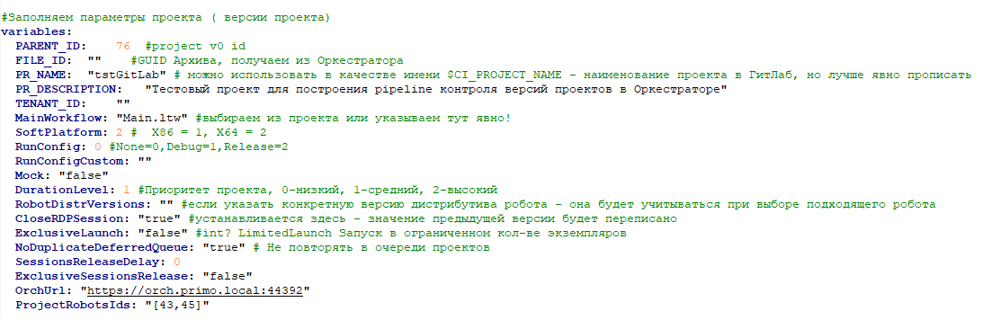 #Заполняем параметры проекта ( версии проекта)
variables:
PARENT_ID: 76 #project v0 id
FILE_ID: "" #GUID Архива, получаем из Оркестратора
PR_NAME: "tstGitLab" # можно использовать в качестве имени $CI_PROJECT_NAME - наименование проекта в ГитЛаб, но лучше явно прописать
PR_DESCRIPTION: "Тестовый проект для построения pipeline контроля версий проектов в Оркестраторе"
TENANT_ID: ""
MainWorkflow: "Main.ltw" #выбираем из проекта или указываем тут явно!
SoftPlatform: 2 # X86 = 1, X64 = 2
RunConfig: 0 #None=0,Debug=1,Release=2
RunConfigCustom: ""
Mock: "false"
DurationLevel: 1 #Приоритет проекта, 0-низкий, 1-средний, 2-высокий
RobotDistrVersions: "" #если указать конкретную версию дистрибутива робота - она будет учитываться при выборе подходящего робота
CloseRDPSession: "true" #устанавливается здесь - значение предыдущей версии будет переписано
ExclusiveLaunch: "false" #int? LimitedLaunch Запуск в ограниченном кол-ве экземпляров
NoDuplicateDeferredQueue: "true" # Не повторять в очереди проектов
SessionsReleaseDelay: 0
ExclusiveSessionsRelease: "false"
OrchUrl: "https://orch.primo.local:44392"
ProjectRobotsIds: "[43,45]"